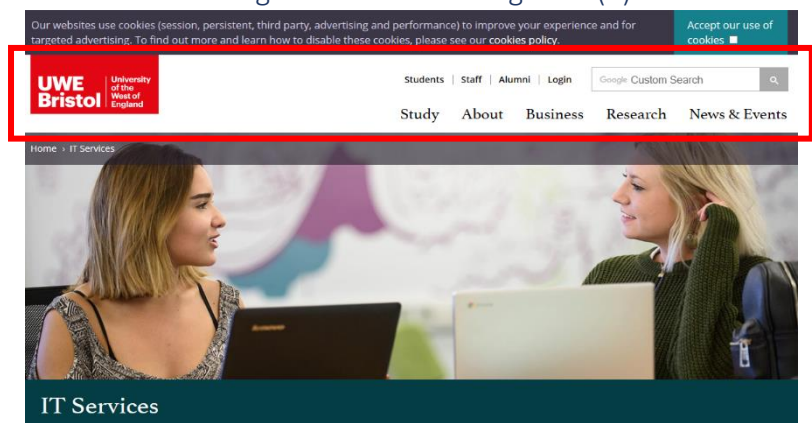 Our websites use cookies (session, persistent, third party, advertising and performance) to improve your experience and for
targeted advertising. To find out more and learn how to disable these cookies, please see our cookies policy.
Accept our use of
cookies
UWE
Bristol
University
of the
West of
England
Students | Staff | Alumni | Login
Google Custom Search
Study About Business Research News & Events
Home › IT Services
Lenovo
IT Services